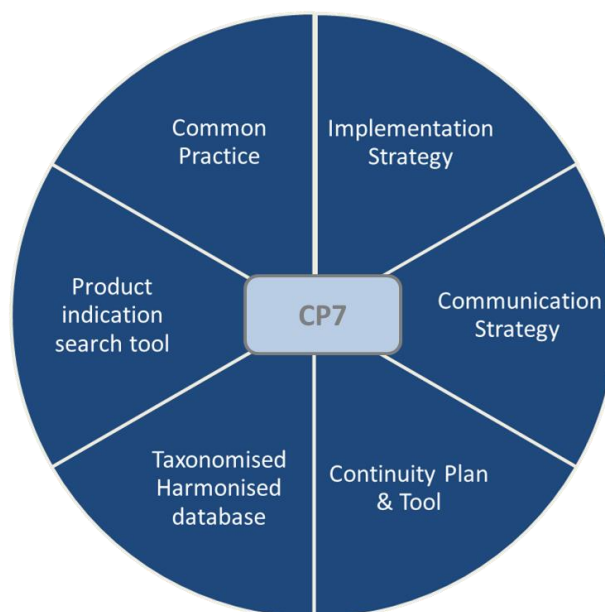 Common
Practice
Implementation
Strategy
Product
indication
search tool
CP7
Communication
Strategy
Taxonomised
Harmonised
database
Continuity Plan
& Tool